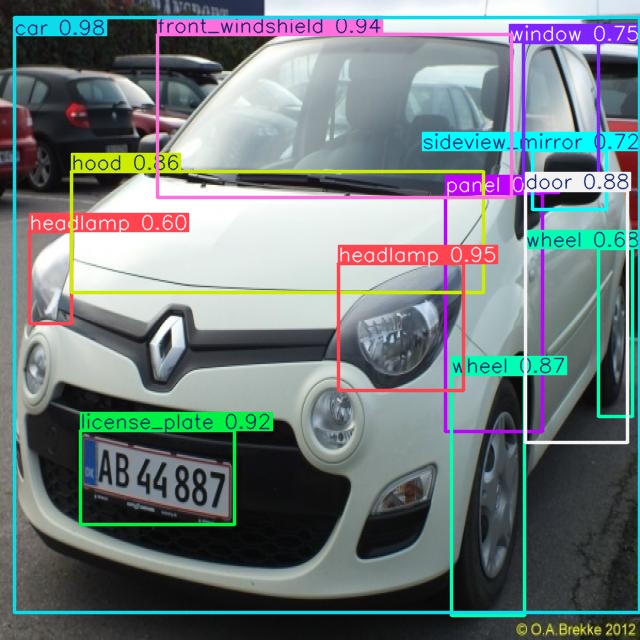 TRANSPORT
car 0.98
front_windshield 0.94
window 0.75
sideview_mirror 0.72
hood 0.86
panel 0
door 0.88
headlamp 0.60
wheel 0.68
headlamp 0.95
wheel 0.87
license_plate 0.92
DK
AB 44 887
© O.A.Brekke 2012